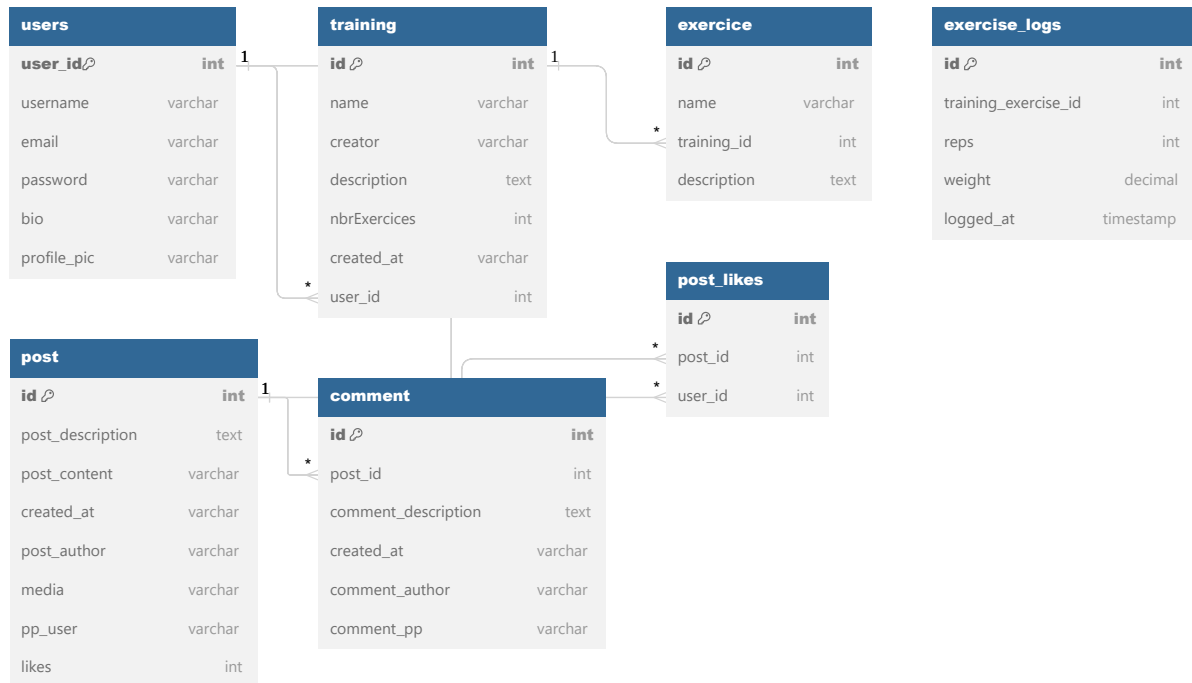 users
user_id int
username varchar
email varchar
password varchar
bio varchar
profile_pic varchar
1
training
id int
name varchar
creator varchar
description text
nbrExercices int
created_at varchar
user_id int
*
1
exercice
id int
name varchar
training_id int
description text
*
exercise_logs
id int
training_exercise_id int
reps int
weight decimal
logged_at timestamp
post_likes
id int
post_id int
user_id int
*
*
post
id int
post_description text
post_content varchar
created_at varchar
post_author varchar
media varchar
pp_user varchar
likes int
1
comment
id int
post_id int
comment_description text
created_at varchar
comment_author varchar
comment_pp varchar
*